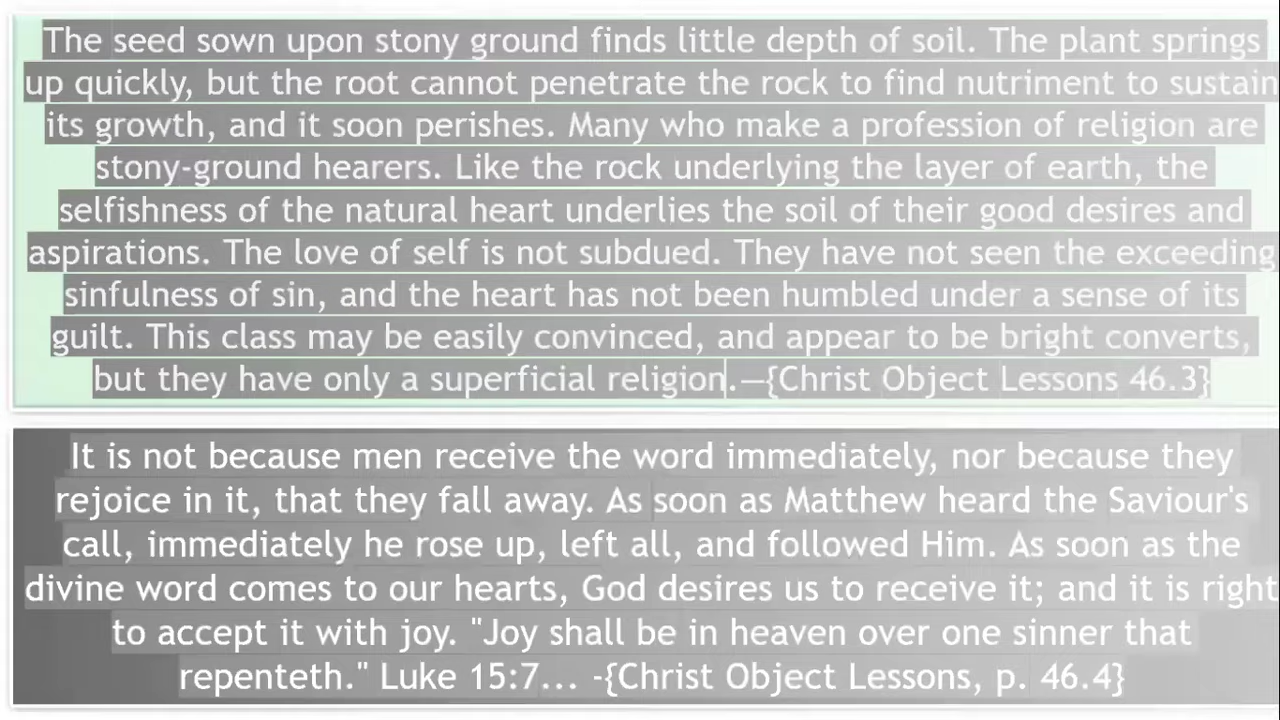 The seed sown upon stony ground finds little depth of soil. The plant springs
up quickly, but the root cannot penetrate the rock to find nutriment to sustain
its growth, and it soon perishes. Many who make a profession of religion are
stony-ground hearers. Like the rock underlying the layer of earth, the
selfishness of the natural heart underlies the soil of their good desires and
aspirations. The love of self is not subdued. They have not seen the exceeding
sinfulness of sin, and the heart has not been humbled under a sense of its
guilt. This class may be easily convinced, and appear to be bright converts,
but they have only a superficial religion.—{Christ Object Lessons 46.3}
It is not because men receive the word immediately, nor because they
rejoice in it, that they fall away. As soon as Matthew heard the Saviour's
call, immediately he rose up, left all, and followed Him. As soon as the
divine word comes to our hearts, God desires us to receive it; and it is right
to accept it with joy. "Joy shall be in heaven over one sinner that
repenteth." Luke 15:7... -{Christ Object Lessons, p. 46.4}